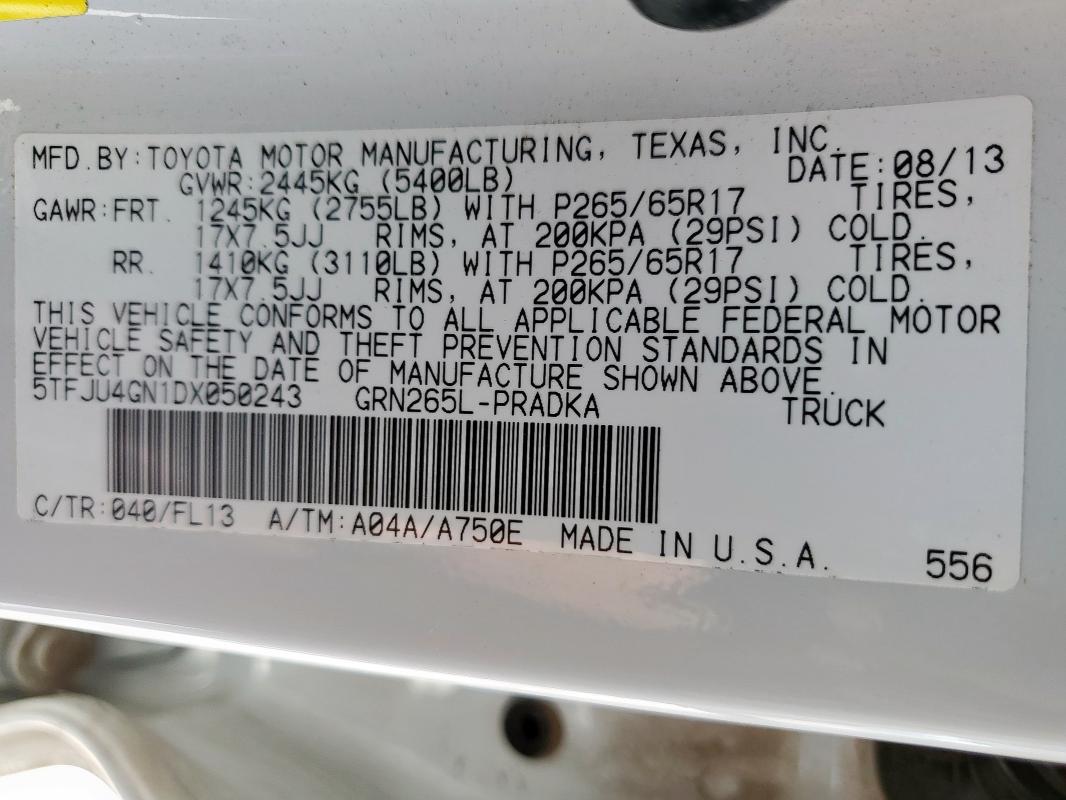 MFD.BY:TOYOTA MOTOR MANUFACTURING, TEXAS, INC.
GVWR:2445KG (5400LB) DATE:08/13
GAWR:FRT. 1245KG (2755LB) WITH P265/65R17 TIRES,
17X7.5JJ RIMS, AT 200KPA (29PSI) COLD.
RR. 1410KG (3110LB) WITH P265/65R17 TIRES,
17X7.5JJ RIMS, AT 200KPA (29PSI) COLD.
THIS VEHICLE CONFORMS TO ALL APPLICABLE FEDERAL MOTOR
VEHICLE SAFETY AND THEFT PREVENTION STANDARDS IN
EFFECT ON THE DATE OF MANUFACTURE SHOWN ABOVE.
5TFJU4GN1DX050243 GRN265L-PRADKA TRUCK
C/TR:040/FL13 A/TM:A04A/A750E MADE IN U.S.A. 556